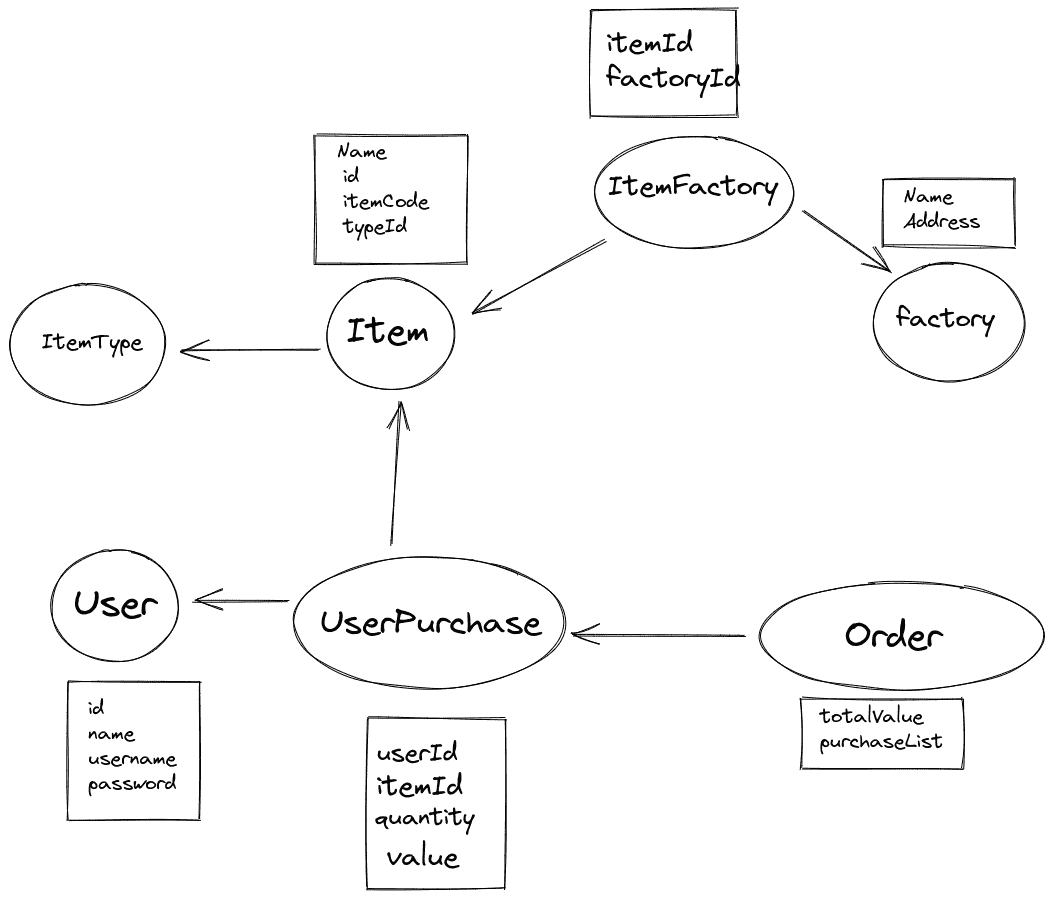 itemId
factoryId
ItemFactory
Name
id
itemCode
typeId
Name
Address
ItemType
Item
factory
User
UserPurchase
Order
id
name
username
password
userId
itemId
quantity
value
totalValue
purchaseList